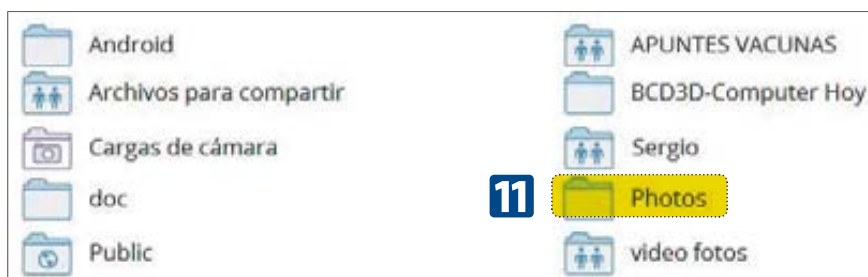 Android
Archivos para compartir
Cargas de cámara
doc
Public
APUNTES VACUNAS
BCD3D-Computer Hoy
Sergio
11
Photos
video fotos